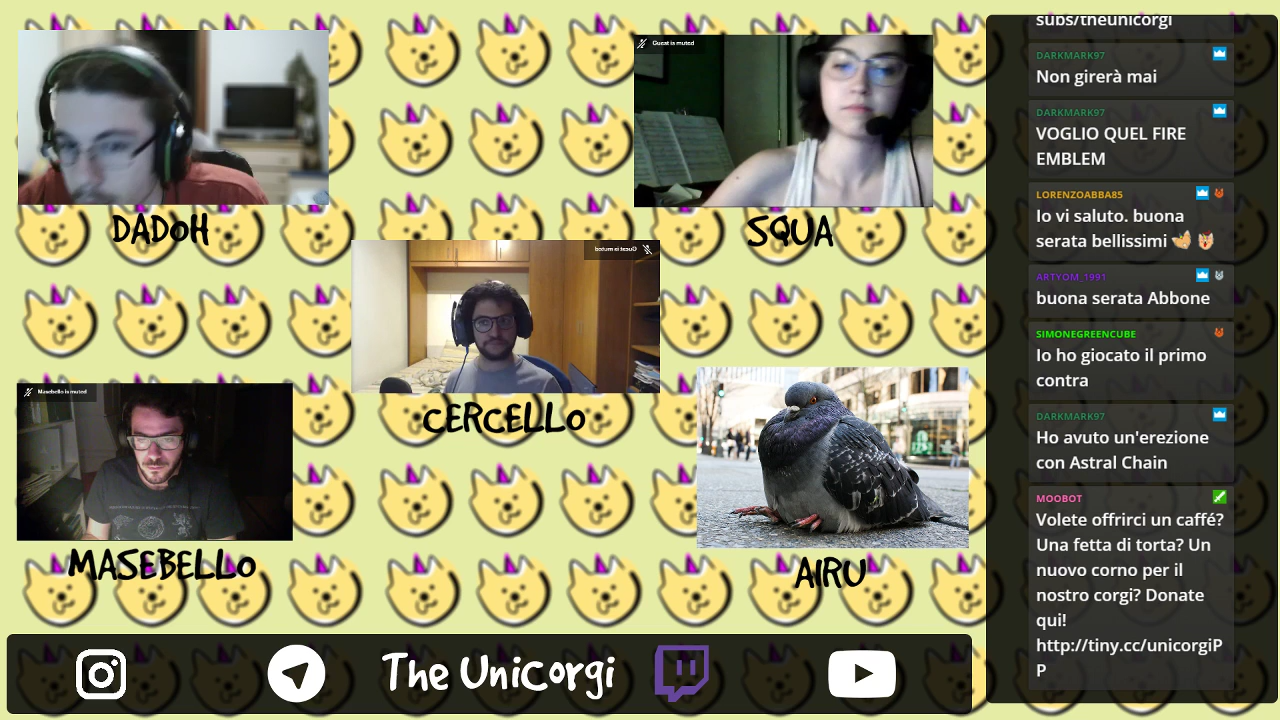 Guest is muted
DADOH
SQUA
Guest is muted
CERCELLO
Masebello is muted
MASEBELLO
AIRU
The Unicorgi
subs/theunicorgi
DARKMARK97
Non girerà mai
DARKMARK97
VOGLIO QUEL FIRE
EMBLEM
LORENZOABBA85
Io vi saluto. buona
serata bellissimi
ARTYOM_1991
buona serata Abbone
SIMONEGREENCUBE
Io ho giocato il primo
contra
DARKMARK97
Ho avuto un'erezione
con Astral Chain
MOOBOT
Volete offrirci un caffé?
Una fetta di torta? Un
nuovo corno per il
nostro corgi? Donate
qui!
http://tiny.cc/unicorgiP
P